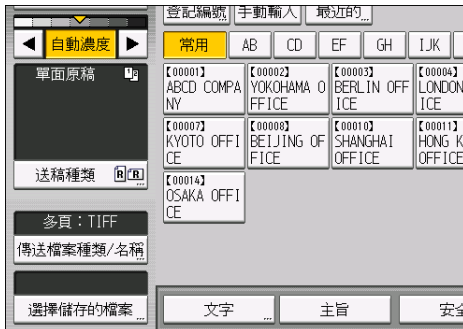 登記編號 手動輸入 最近的...
自動濃度
常用 AB CD EF GH IJK
單面原稿
【00001】 【00002】 【00003】 【00004】
ABCD COMPA YOKOHAMA O BERLIN OFF LONDON
NY FFICE ICE ICE
【00007】 【00008】 【00010】 【00011】
KYOTO OFFI BEIJING OF SHANGHAI HONG K
CE FICE OFFICE OFFICE
送稿種類
【00014】
OSAKA OFFI
CE
多頁：TIFF
傳送檔案種類/名稱...
選擇儲存的檔案...
文字... 主旨 安全